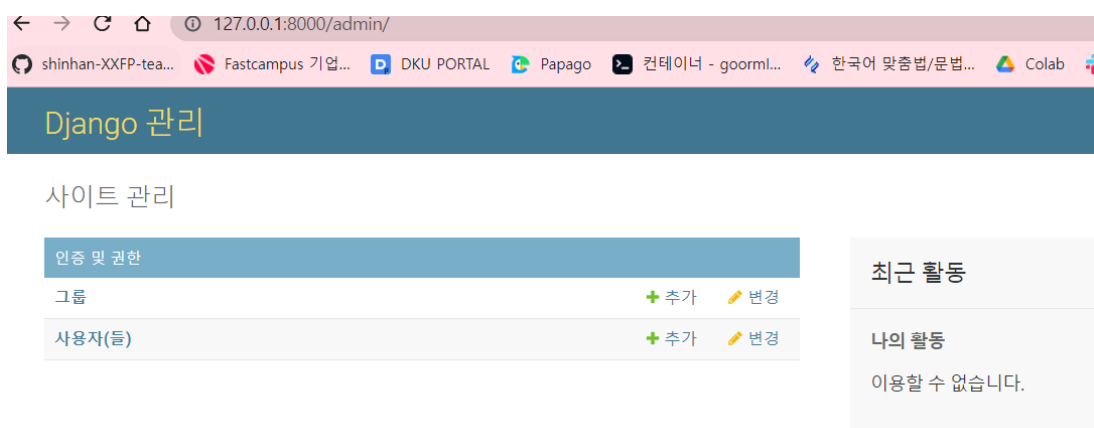 127.0.0.1:8000/admin/
shinhan-XXFP-tea... Fastcampus 기업... DKU PORTAL Papago 컨테이너 - goorml... 한국어 맞춤법/문법... Colab
Django 관리
사이트 관리
인증 및 권한
그룹 추가 변경
사용자(들) 추가 변경
최근 활동
나의 활동
이용할 수 없습니다.